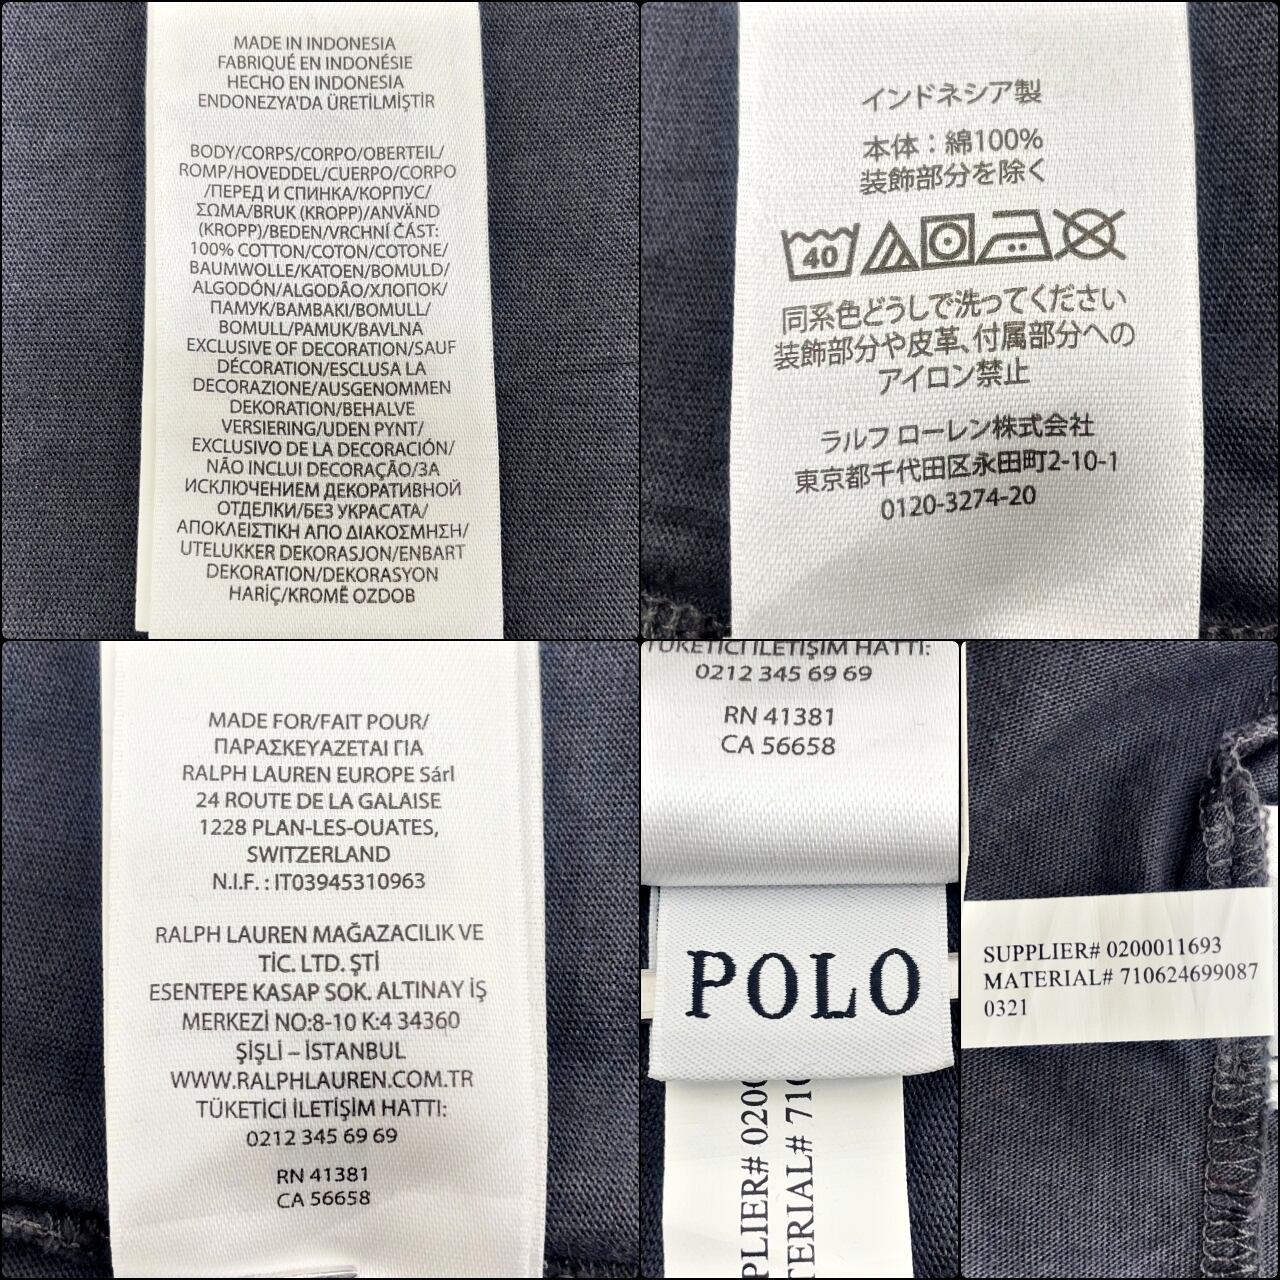 MADE IN INDONESIA
FABRIQUÉ EN INDONÉSIE
HECHO EN INDONESIA
ENDONEZYA'DA ÜRETİLMİŞTİR
BODY/CORPS/CORPO/OBERTEIL/
ROMP/HOVEDDEL/CUERPO/CORPO
/ПЕРЕД И СПИНКА/КОРПУС/
ΣΩΜΑ/BRUK (KROPP)/ANVÄND
(KROPP)/BEDEN/VRCHNÍ ČÁST:
100% COTTON/COTON/COTONE/
BAUMWOLLE/KATOEN/BOMULD/
ALGODÓN/ALGODÃO/ХЛОПОК/
ПАМУК/ΒΑΜΒΑΚΙ/BOMULL/
BOMULL/PAMUK/BAVLNA
EXCLUSIVE OF DECORATION/SAUF
DÉCORATION/ESCLUSA LA
DECORAZIONE/AUSGENOMMEN
DEKORATION/BEHALVE
VERSIERING/UDEN PYNT/
EXCLUSIVO DE LA DECORACIÓN/
NÃO INCLUI DECORAÇÃO/ЗА
ИСКЛЮЧЕНИЕМ ДЕКОРАТИВНОЙ
ОТДЕЛКИ/БЕЗ УКРАСАТА/
ΑΠΟΚΛΕΙΣΤΙΚΗ ΑΠΟ ΔΙΑΚΟΣΜΗΣΗ/
UTELUKKER DEKORASJON/ENBART
DEKORATION/DEKORASYON
HARİÇ/KROMĚ OZDOB
インドネシア製
本体：綿100%
装飾部分を除く
40
同系色どうしで洗ってください
装飾部分や皮革、付属部分への
アイロン禁止
ラルフ ローレン株式会社
東京都千代田区永田町2-10-1
0120-3274-20
MADE FOR/FAIT POUR/
ΠΑΡΑΣΚΕΥΑΖΕΤΑΙ ΓΙΑ
RALPH LAUREN EUROPE Sárl
24 ROUTE DE LA GALAISE
1228 PLAN-LES-OUATES,
SWITZERLAND
N.I.F. : IT03945310963
RALPH LAUREN MAĞAZACILIK VE
TİC. LTD. ŞTİ
ESENTEPE KASAP SOK. ALTINAY İŞ
MERKEZİ NO:8-10 K:4 34360
ŞİŞLİ – İSTANBUL
WWW.RALPHLAUREN.COM.TR
TÜKETİCİ İLETİŞİM HATTI:
0212 345 69 69
RN 41381
CA 56658
TÜKETİCİ İLETİŞİM HATTI:
0212 345 69 69
RN 41381
CA 56658
POLO
PLIER# 020
TERIAL# 710
SUPPLIER# 0200011693
MATERIAL# 710624699087
0321